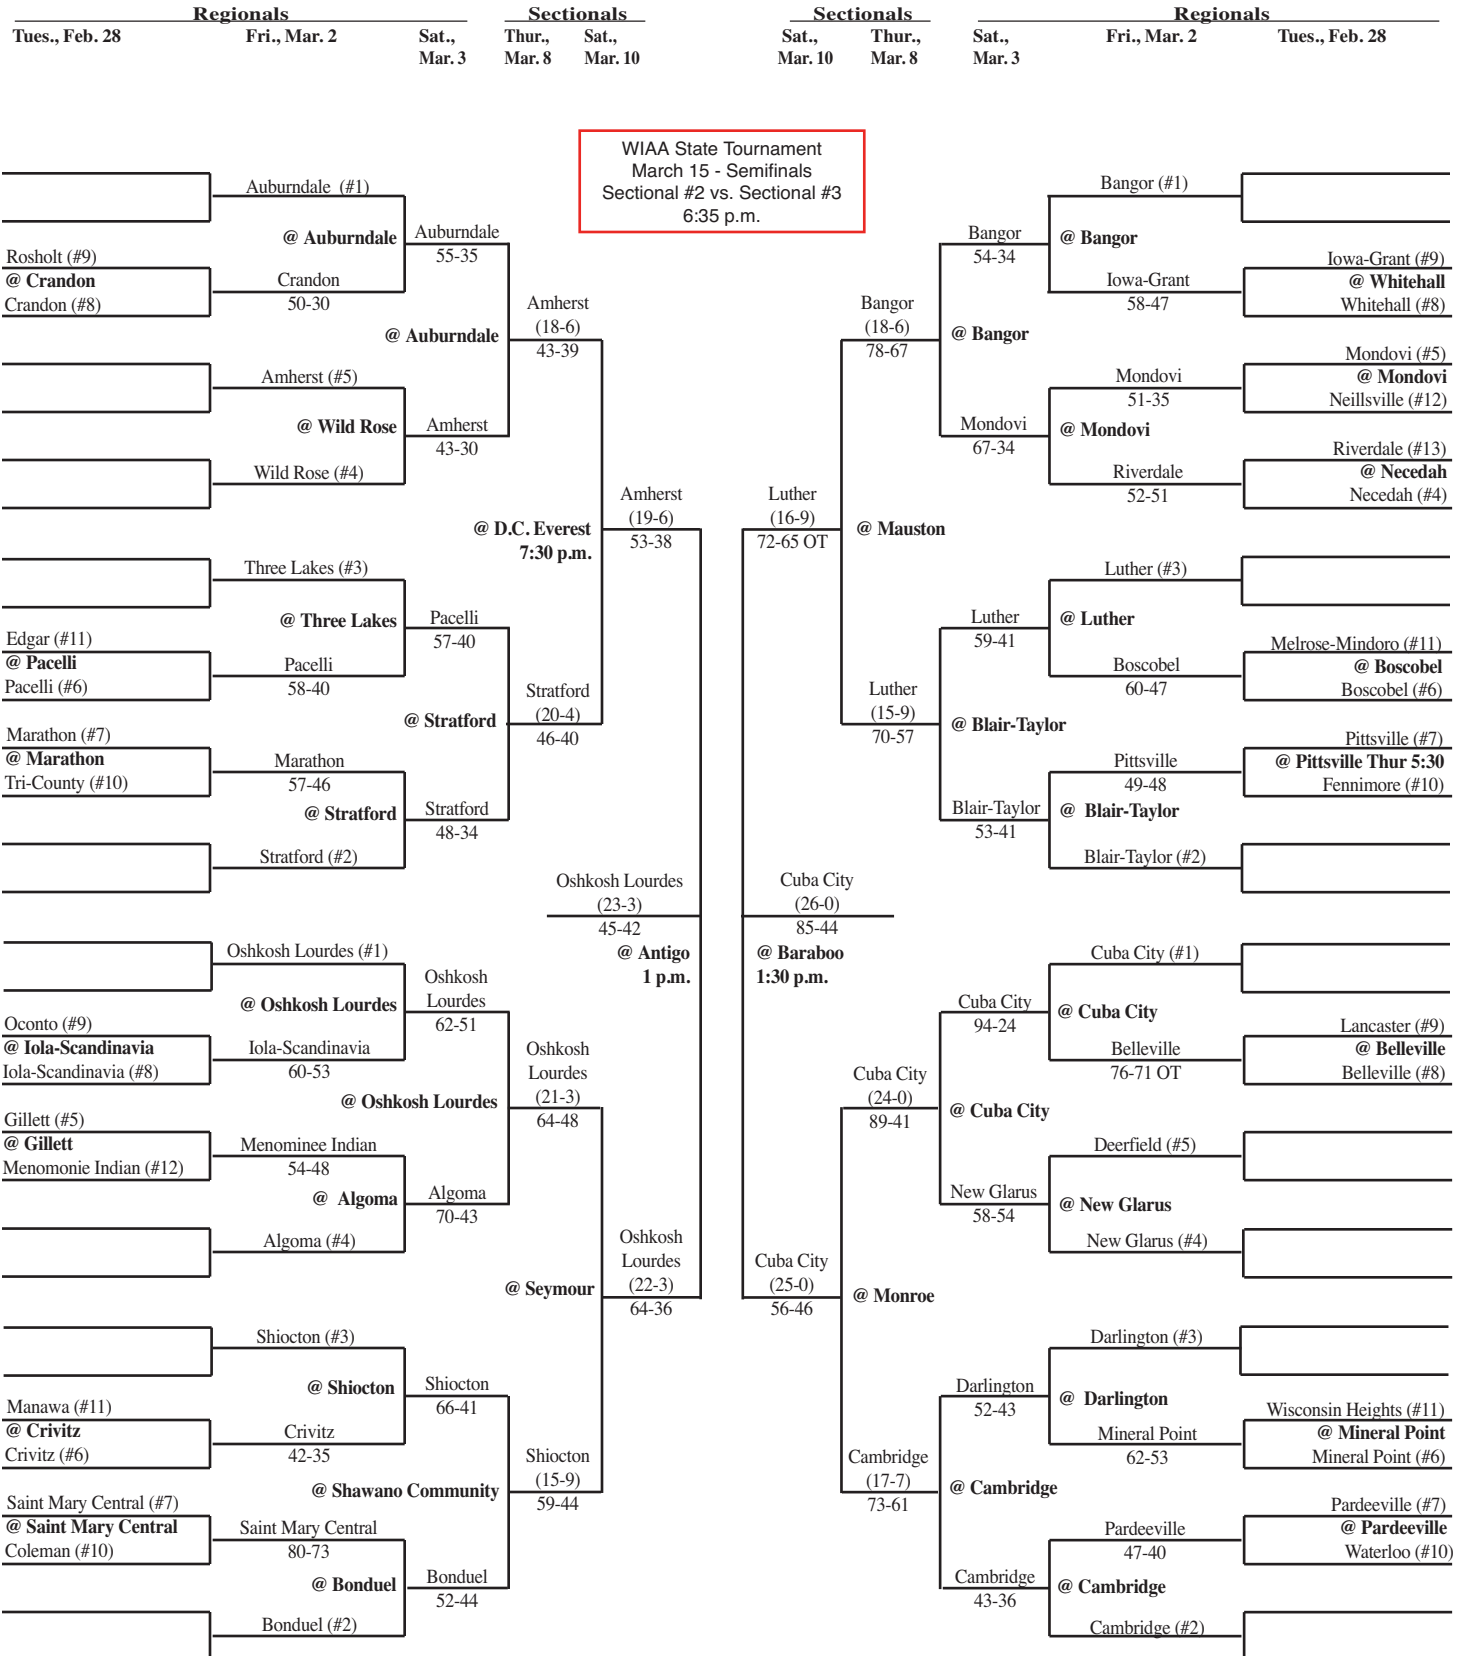 Regionals
Sectionals
Sectionals
Regionals
Tues., Feb. 28
Fri., Mar. 2
Sat.,
Mar. 3
Thur.,
Mar. 8
Sat.,
Mar. 10
Sat.,
Mar. 10
Thur.,
Mar. 8
Sat.,
Mar. 3
Fri., Mar. 2
Tues., Feb. 28
WIAA State Tournament
March 15 - Semifinals
Sectional #2 vs. Sectional #3
6:35 p.m.
Rosholt (#9)
@ Crandon
Crandon (#8)
Edgar (#11)
@ Pacelli
Pacelli (#6)
Marathon (#7)
@ Marathon
Tri-County (#10)
Oconto (#9)
@ Iola-Scandinavia
Iola-Scandinavia (#8)
Gillett (#5)
@ Gillett
Menomonie Indian (#12)
Manawa (#11)
@ Crivitz
Crivitz (#6)
Saint Mary Central (#7)
@ Saint Mary Central
Coleman (#10)
Auburndale (#1)
@ Auburndale
Crandon
50-30
Amherst (#5)
@ Wild Rose
Wild Rose (#4)
Three Lakes (#3)
@ Three Lakes
Pacelli
58-40
Marathon
57-46
@ Stratford
Stratford (#2)
Oshkosh Lourdes (#1)
@ Oshkosh Lourdes
Iola-Scandinavia
60-53
Menominee Indian
54-48
@ Algoma
Algoma (#4)
Shiocton (#3)
@ Shiocton
Crivitz
42-35
Saint Mary Central
80-73
@ Bonduel
Bonduel (#2)
Auburndale
55-35
@ Auburndale
Amherst
43-30
Pacelli
57-40
@ Stratford
Stratford
48-34
Oshkosh
Lourdes
62-51
@ Oshkosh Lourdes
Algoma
70-43
Shiocton
66-41
@ Shawano Community
Bonduel
52-44
Amherst
(18-6)
43-39
@ D.C. Everest
7:30 p.m.
Stratford
(20-4)
46-40
Oshkosh
Lourdes
(21-3)
64-48
@ Seymour
Shiocton
(15-9)
59-44
Amherst
(19-6)
53-38
Oshkosh Lourdes
(23-3)
45-42
@ Antigo
1 p.m.
Oshkosh
Lourdes
(22-3)
64-36
Luther
(16-9)
72-65 OT
Cuba City
(26-0)
85-44
@ Baraboo
1:30 p.m.
Cuba City
(25-0)
56-46
Bangor
(18-6)
78-67
@ Mauston
Luther
(15-9)
70-57
Cuba City
(24-0)
89-41
@ Monroe
Cambridge
(17-7)
73-61
Bangor
54-34
@ Bangor
Mondovi
67-34
Luther
59-41
@ Blair-Taylor
Blair-Taylor
53-41
Cuba City
94-24
@ Cuba City
New Glarus
58-54
Darlington
52-43
@ Cambridge
Cambridge
43-36
Bangor (#1)
@ Bangor
Iowa-Grant
58-47
Mondovi
51-35
@ Mondovi
Riverdale
52-51
Luther (#3)
@ Luther
Boscobel
60-47
Pittsville
49-48
@ Blair-Taylor
Blair-Taylor (#2)
Cuba City (#1)
@ Cuba City
Belleville
76-71 OT
Deerfield (#5)
@ New Glarus
New Glarus (#4)
Darlington (#3)
@ Darlington
Mineral Point
62-53
Pardeeville
47-40
@ Cambridge
Cambridge (#2)
Iowa-Grant (#9)
@ Whitehall
Whitehall (#8)
Mondovi (#5)
@ Mondovi
Neillsville (#12)
Riverdale (#13)
@ Necedah
Necedah (#4)
Melrose-Mindoro (#11)
@ Boscobel
Boscobel (#6)
Pittsville (#7)
@ Pittsville Thur 5:30
Fennimore (#10)
Lancaster (#9)
@ Belleville
Belleville (#8)
Wisconsin Heights (#11)
@ Mineral Point
Mineral Point (#6)
Pardeeville (#7)
@ Pardeeville
Waterloo (#10)